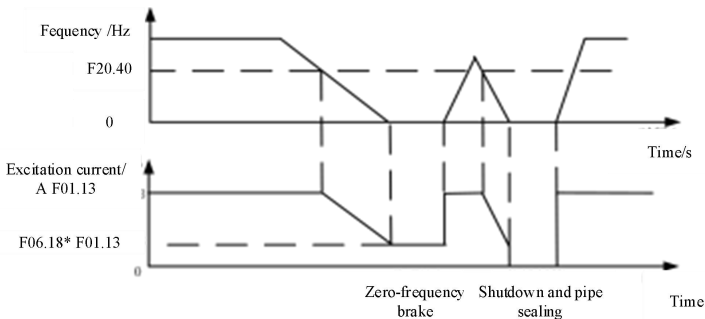 Fequency /Hz
F20.40
0
Time/s
Excitation current/
A F01.13
F06.18* F01.13
0
Zero-frequency
brake
Shutdown and pipe
sealing
Time